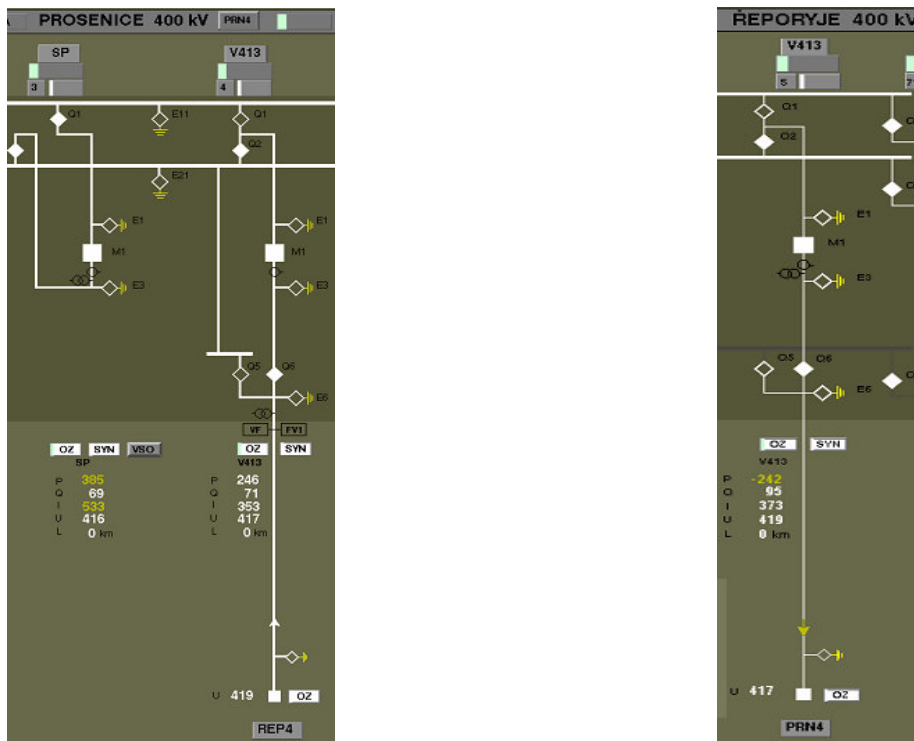 PROSENICE 400 kV PRN4
SP
V413
3
4
Q1
E11
Q1
Q2
E21
E1
E1
M1
M1
E3
E3
Q5
Q6
E6
VF
FV1
OZ SYN VSO
OZ SYN
SP
V413
P 385
P 246
Q 69
Q 71
I 533
I 353
U 416
U 417
L 0 km
L 0 km
U 419
OZ
REP4
ŘEPORYJE 400 kV
V413
5
7
Q1
Q2
E1
M1
E3
Q5
Q6
E6
OZ SYN
V413
P -242
Q 95
I 373
U 419
L 0 km
U 417
OZ
PRN4